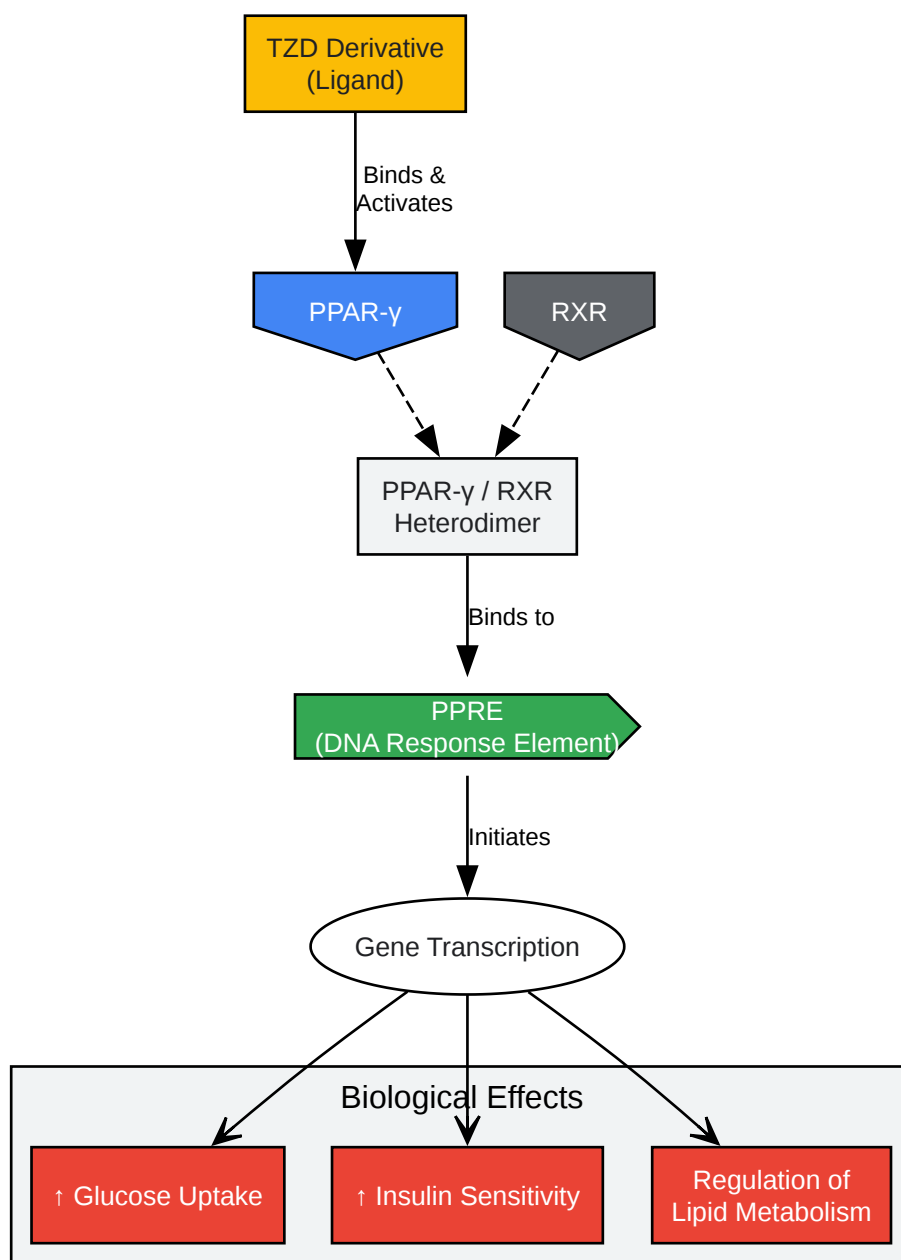 TZD Derivative
(Ligand)
Binds &
Activates
PPAR-γ
RXR
PPAR-γ / RXR
Heterodimer
Binds to
PPRE
(DNA Response Element)
Initiates
Gene Transcription
Biological Effects
↑ Glucose Uptake
↑ Insulin Sensitivity
Regulation of
Lipid Metabolism